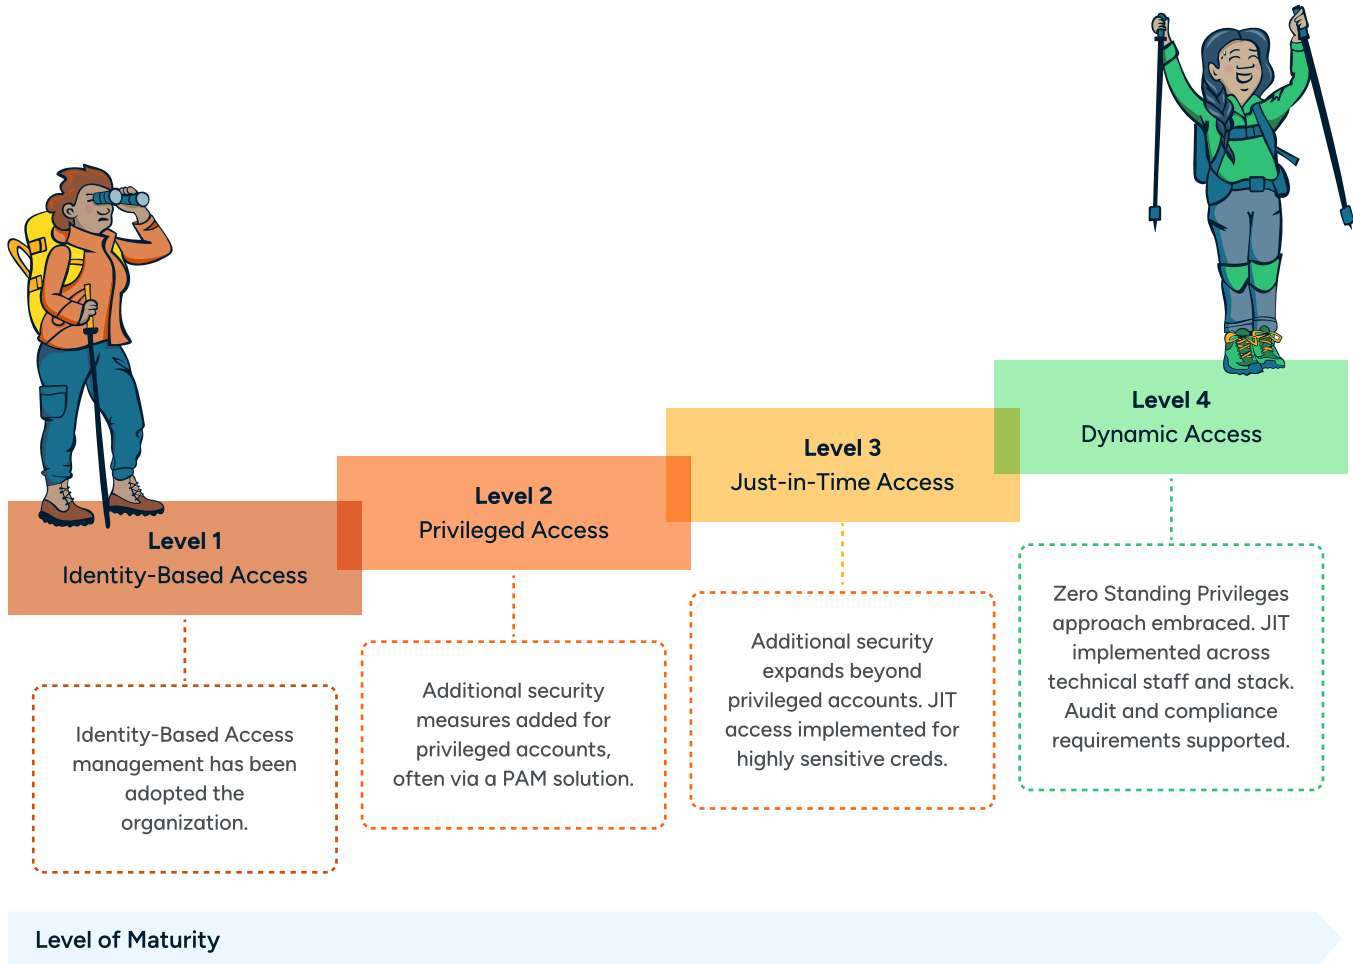 Level 1
Identity-Based Access
Identity-Based Access
management has been
adopted the
organization.
Level 2
Privileged Access
Additional security
measures added for
privileged accounts,
often via a PAM solution.
Level 3
Just-in-Time Access
Additional security
expands beyond
privileged accounts. JIT
access implemented for
highly sensitive creds.
Level 4
Dynamic Access
Zero Standing Privileges
approach embraced. JIT
implemented across
technical staff and stack.
Audit and compliance
requirements supported.
Level of Maturity